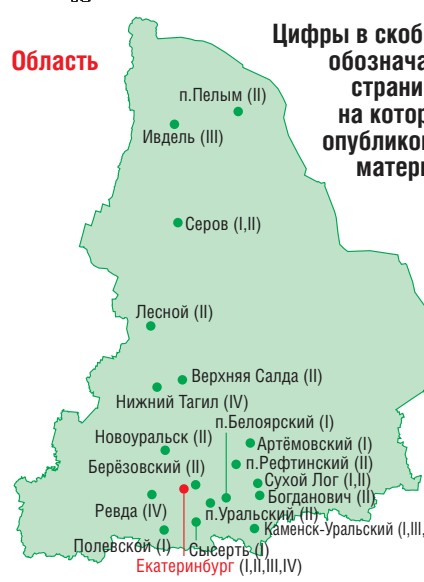 Область
Цифры в скоб
обознача
страни
на котор
опубликов
матери
п.Пелым (II)
Ивдель (III)
Серов (I,II)
Лесной (II)
Верхняя Салда (II)
Нижний Тагил (IV)
п.Белоярский (I)
Новоуральск (II)
Артёмовский (I)
Берёзовский (II)
п.Рефтинский (II)
Сухой Лог (I,II)
Богданович (II)
Ревда (IV)
п.Уральский (II)
Каменск-Уральский (I,III,
Полевской (I)
Сысерть (I)
Екатеринбург (I,II,III,IV)